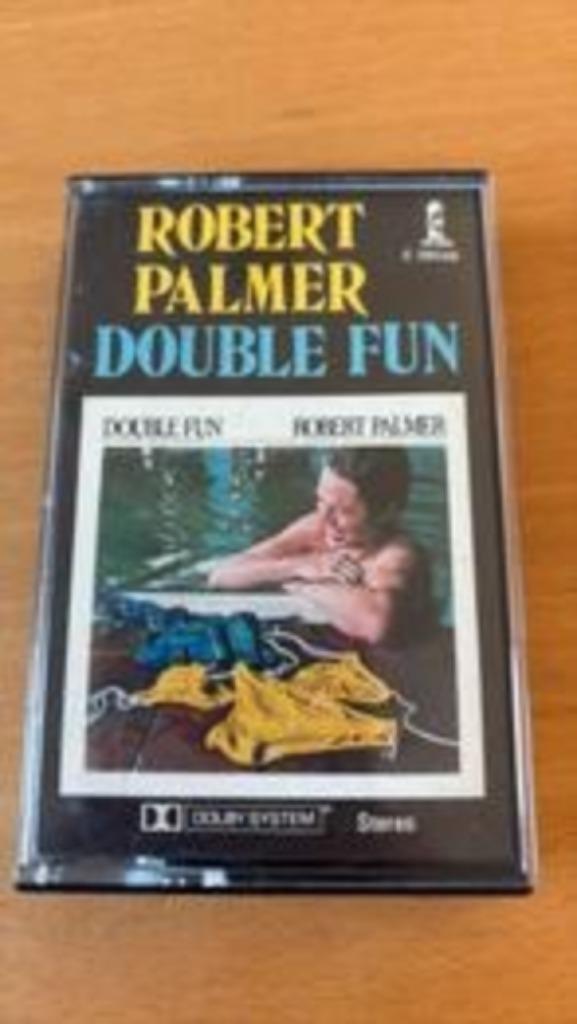 ROBERT
PALMER
DOUBLE FUN
DOUBLE FUN ROBERT PALMER
DOLBY SYSTEM Stereo